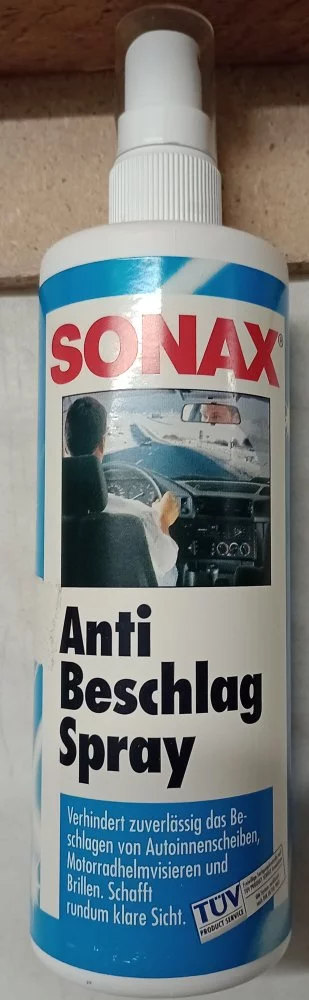 SONAX®
Anti
Beschlag
Spray
Verhindert zuverlässig das Be-
schlagen von Autoinnenscheiben,
Motorradhelmvisieren und
Brillen. Schafft
rundum klare Sicht.
TÜV
PRODUCT SERVICE